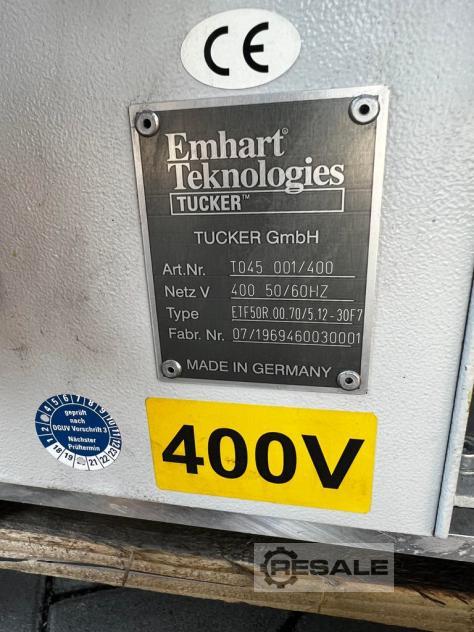 CE
Emhart®
Teknologies
TUCKER™
TUCKER GmbH
Art.Nr. T045 001/400
Netz V 400 50/60HZ
Type ETF50R.00.70/5.12-30F7
Fabr. Nr. 07/1969460030001
MADE IN GERMANY
geprüft
nach
DGUV Vorschrift 3
Nächster
Prüftermin
400V
RESALE